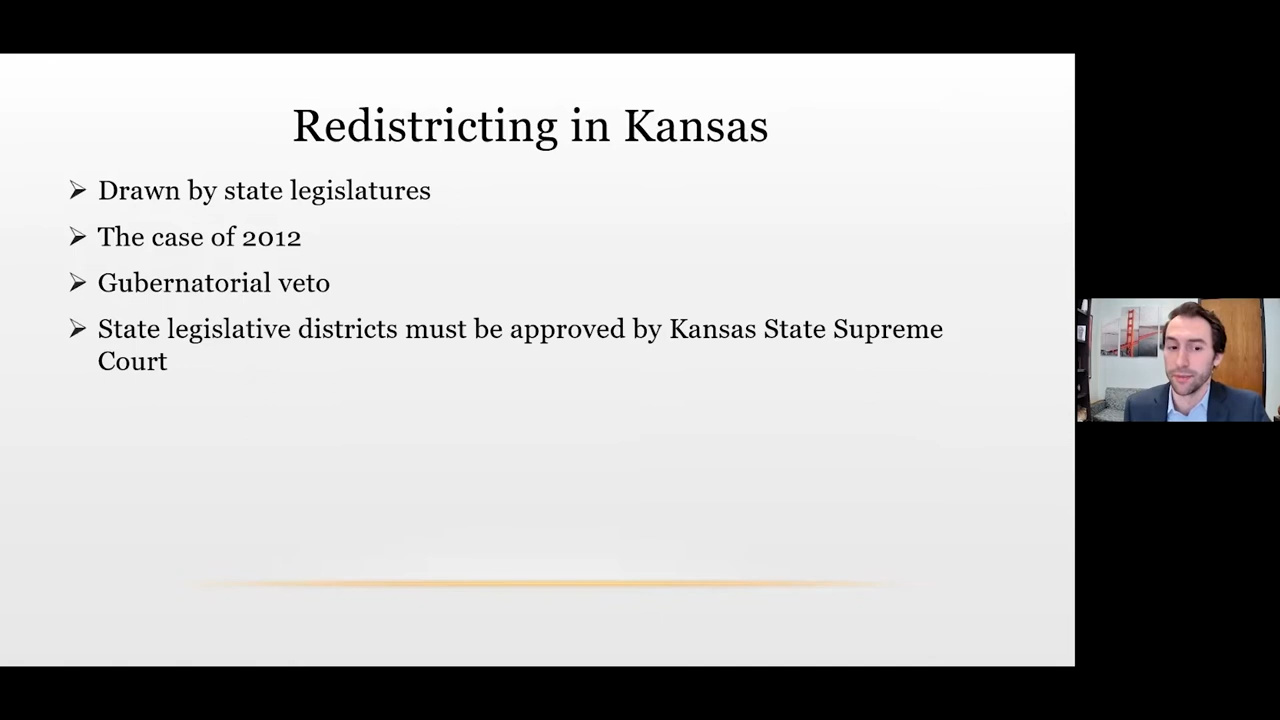 Redistricting in Kansas
Drawn by state legislatures
The case of 2012
Gubernatorial veto
State legislative districts must be approved by Kansas State Supreme
Court